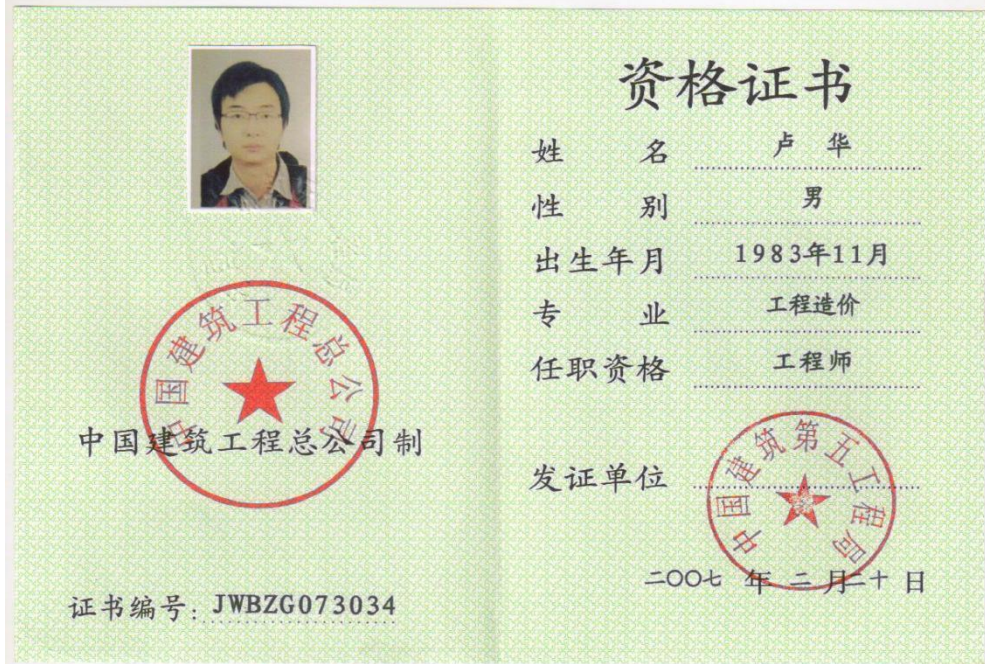 中国建筑工程总公司
中国建筑工程总公司制
证书编号: JWBZG073034
资格证书
姓 名 卢 华
性 别 男
出生年月 1983年11月
专 业 工程造价
任职资格 工程师
发证单位
中国建筑第五工程局
二〇〇七 年 二 月二十 日